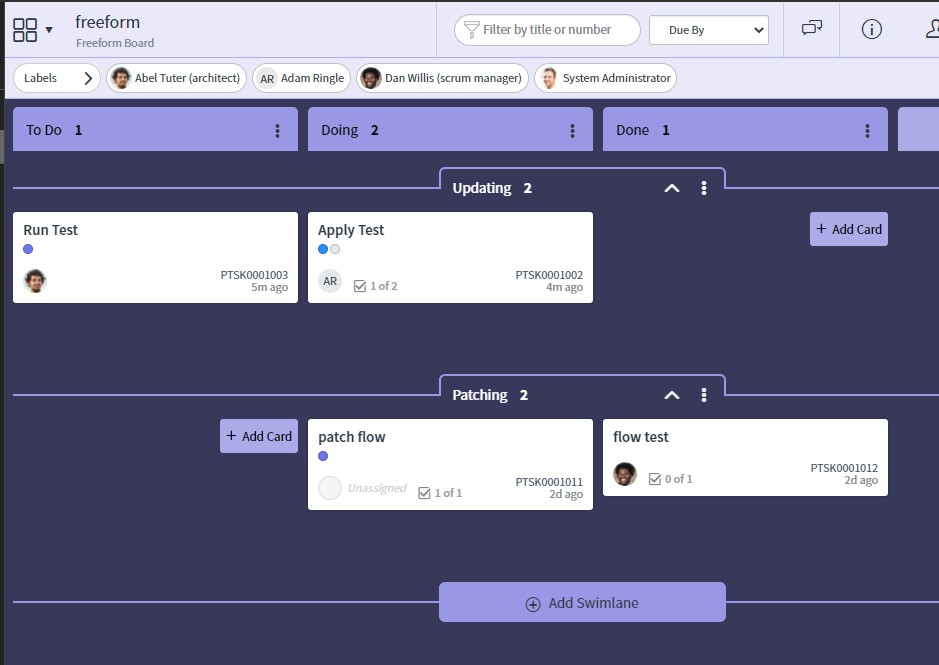 freeform
Freeform Board
Filter by title or number
Due By
Labels
Abel Tuter (architect)
AR Adam Ringle
Dan Willis (scrum manager)
System Administrator
To Do 1
Doing 2
Done 1
Updating 2
Run Test
PTSK0001003
5m ago
Apply Test
AR
1 of 2
PTSK0001002
4m ago
+ Add Card
Patching 2
+ Add Card
patch flow
Unassigned
1 of 1
PTSK0001011
2d ago
flow test
0 of 1
PTSK0001012
2d ago
Add Swimlane